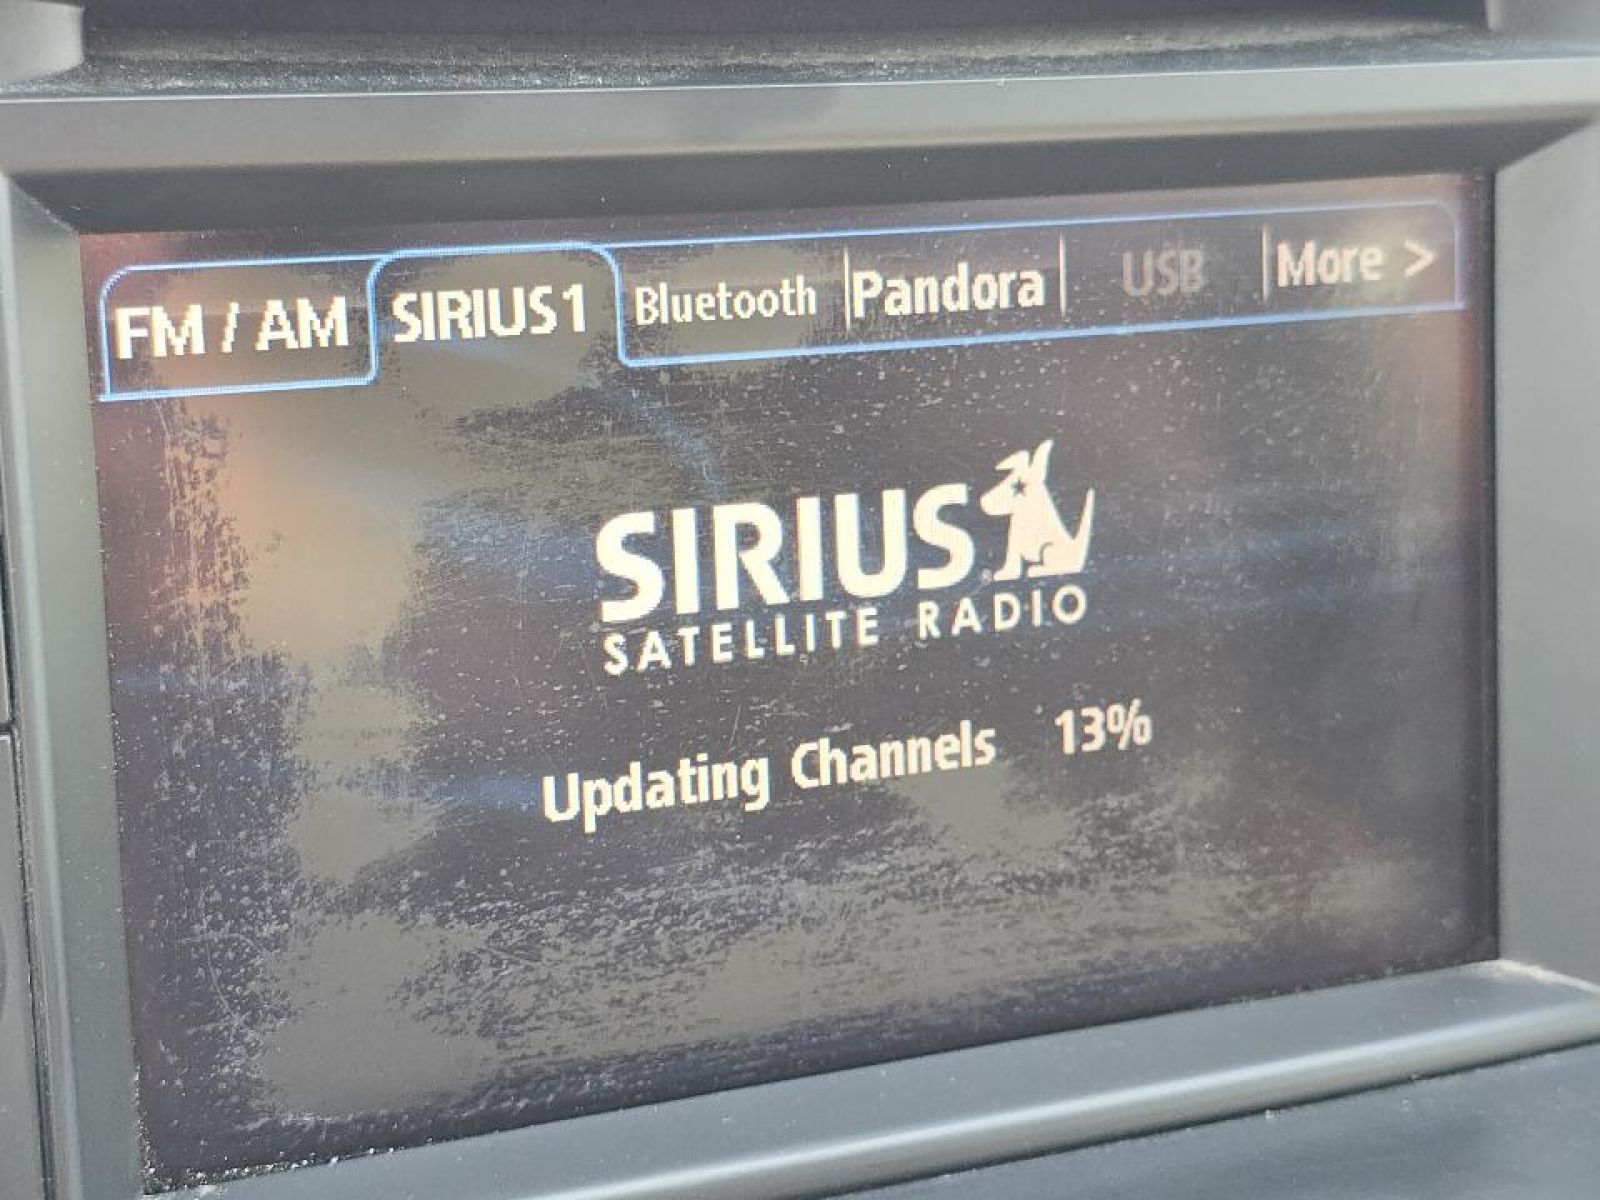 FM / AM SIRIUS1 Bluetooth Pandora USB More >
SIRIUS
SATELLITE RADIO
Updating Channels 13%